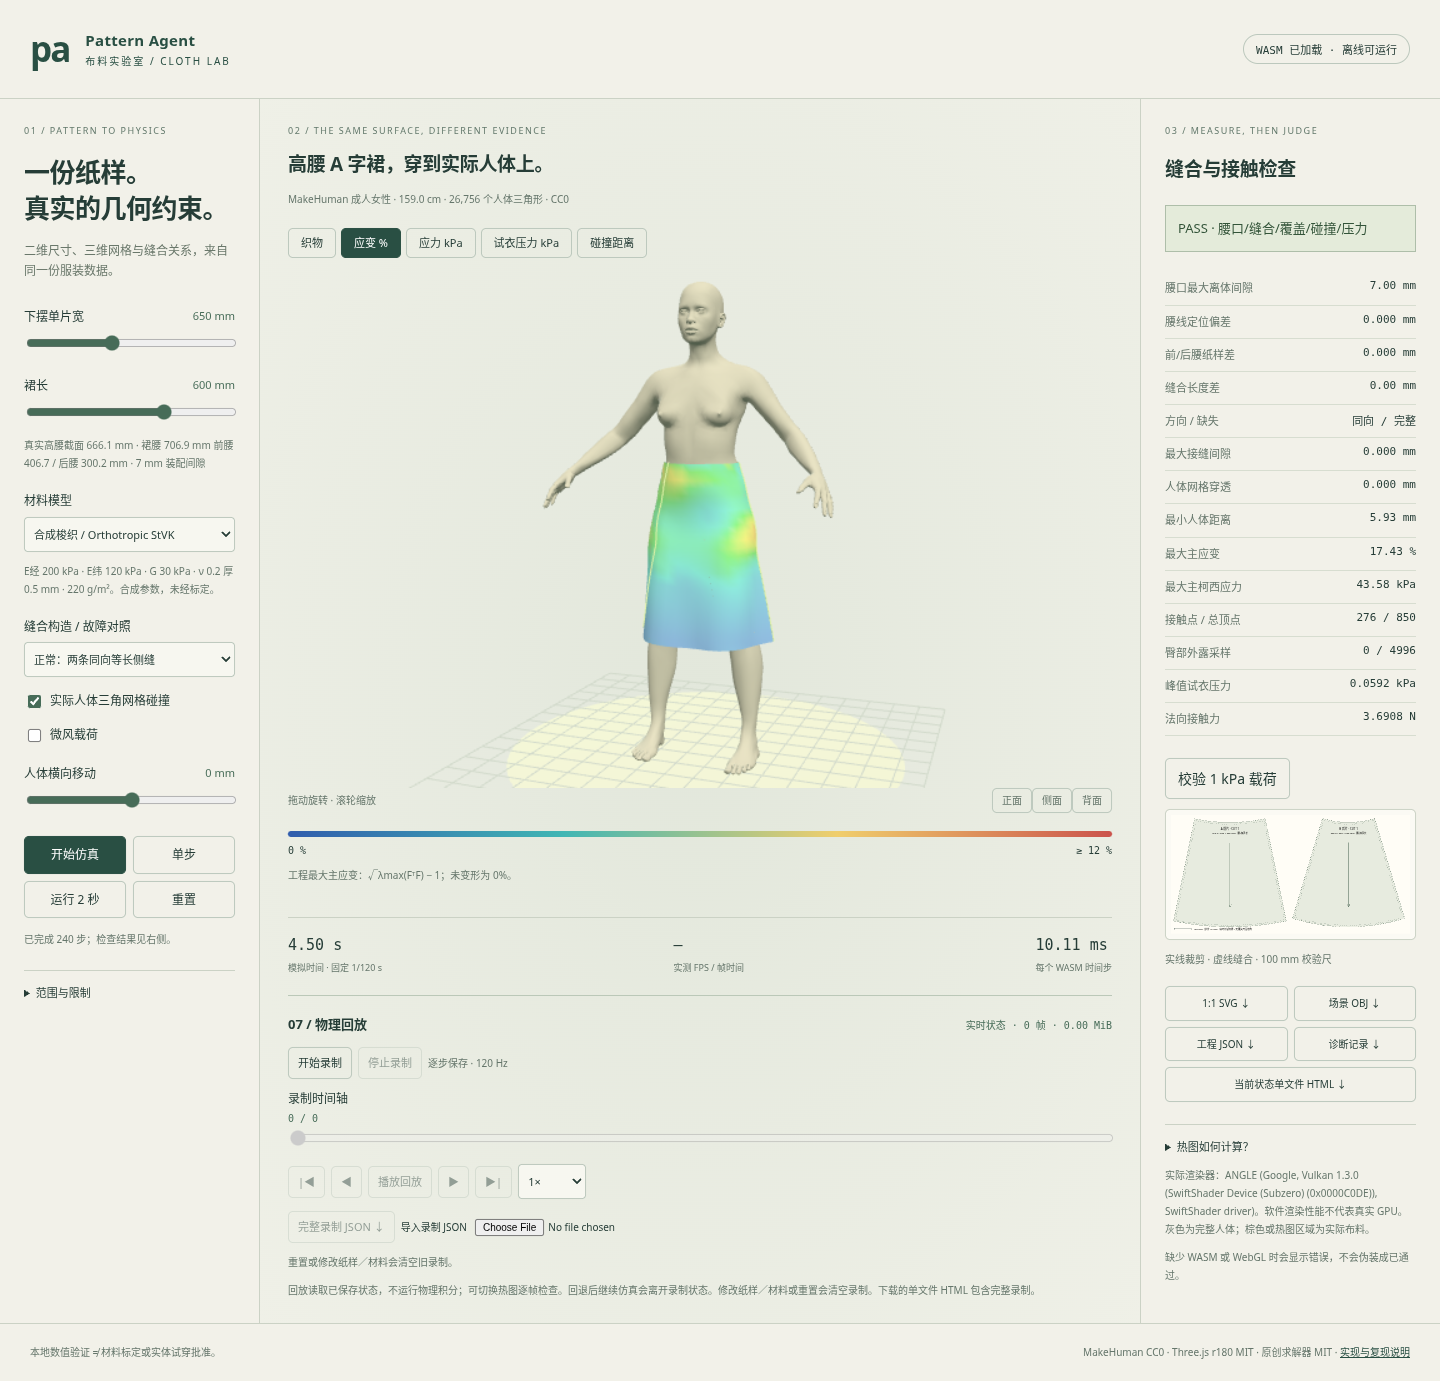 pa
Pattern Agent
布料实验室 / CLOTH LAB
WASM 已加载 · 离线可运行
01 / PATTERN TO PHYSICS
一份纸样。
真实的几何约束。
二维尺寸、三维网格与缝合关系，来自
同一份服装数据。
下摆单片宽 650 mm
裙长 600 mm
真实高腰截面 666.1 mm · 裙腰 706.9 mm 前腰
406.7 / 后腰 300.2 mm · 7 mm 装配间隙
材料模型
合成梭织 / Orthotropic StVK
E经 200 kPa · E纬 120 kPa · G 30 kPa · ν 0.2 厚
0.5 mm · 220 g/m²。合成参数，未经标定。
缝合构造 / 故障对照
正常：两条同向等长侧缝
实际人体三角网格碰撞
微风载荷
人体横向移动 0 mm
开始仿真 单步
运行 2 秒 重置
已完成 240 步；检查结果见右侧。
范围与限制
02 / THE SAME SURFACE, DIFFERENT EVIDENCE
高腰 A 字裙，穿到实际人体上。
MakeHuman 成人女性 · 159.0 cm · 26,756 个人体三角形 · CC0
织物 应变 % 应力 kPa 试衣压力 kPa 碰撞距离
拖动旋转 · 滚轮缩放
正面 侧面 背面
0 % ≥ 12 %
工程最大主应变：√λmax(FᵀF) − 1；未变形为 0%。
4.50 s — 10.11 ms
模拟时间 · 固定 1/120 s 实测 FPS / 帧时间 每个 WASM 时间步
07 / 物理回放
实时状态 · 0 帧 · 0.00 MiB
开始录制 停止录制 逐步保存 · 120 Hz
录制时间轴
0 / 0
|◀ ◀ 播放回放 ▶ ▶| 1×
完整录制 JSON ↓ 导入录制 JSON Choose File No file chosen
重置或修改纸样／材料会清空旧录制。
回放读取已保存状态，不运行物理积分；可切换热图逐帧检查。回退后继续仿真会离开录制状态。修改纸样／材料或重置会清空录制。下载的单文件 HTML 包含完整录制。
03 / MEASURE, THEN JUDGE
缝合与接触检查
PASS · 腰口/缝合/覆盖/碰撞/压力
腰口最大离体间隙 7.00 mm
腰线定位偏差 0.000 mm
前/后腰纸样差 0.000 mm
缝合长度差 0.00 mm
方向 / 缺失 同向 / 完整
最大接缝间隙 0.000 mm
人体网格穿透 0.000 mm
最小人体距离 5.93 mm
最大主应变 17.43 %
最大主柯西应力 43.58 kPa
接触点 / 总顶点 276 / 850
臀部外露采样 0 / 4996
峰值试衣压力 0.0592 kPa
法向接触力 3.6908 N
校验 1 kPa 载荷
实线裁剪 · 虚线缝合 · 100 mm 校验尺
1:1 SVG ↓ 场景 OBJ ↓
工程 JSON ↓ 诊断记录 ↓
当前状态单文件 HTML ↓
热图如何计算?
实际渲染器：ANGLE (Google, Vulkan 1.3.0
(SwiftShader Device (Subzero) (0x0000C0DE)),
SwiftShader driver)。软件渲染性能不代表真实 GPU。
灰色为完整人体；棕色或热图区域为实际布料。
缺少 WASM 或 WebGL 时会显示错误，不会伪装成已通
过。
本地数值验证 ≠ 材料标定或实体试穿批准。
MakeHuman CC0 · Three.js r180 MIT · 原创求解器 MIT · 实现与复现说明